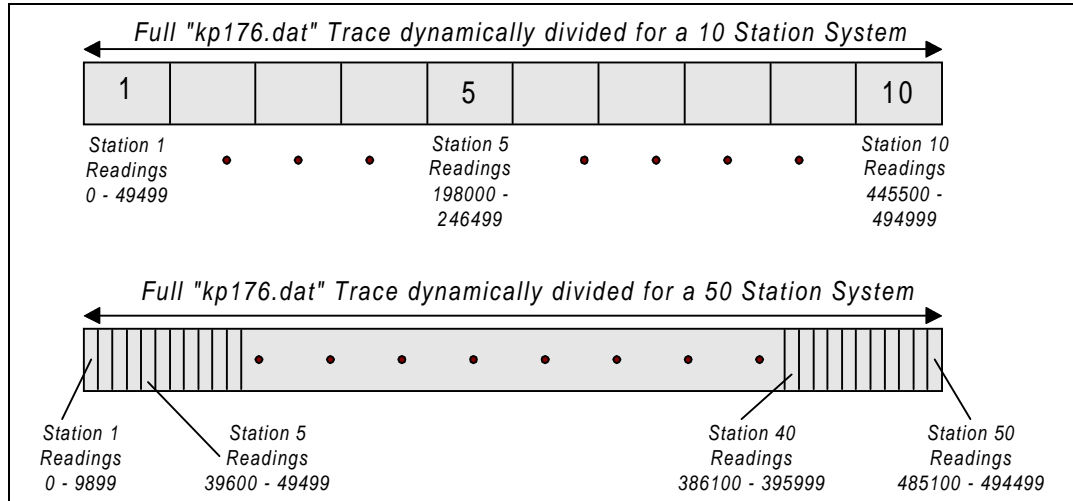 Full "kp176.dat" Trace dynamically divided for a 10 Station System
1
5
10
Station 1
Readings
0 - 49499
Station 5
Readings
198000 -
246499
Station 10
Readings
445500 -
494999
Full "kp176.dat" Trace dynamically divided for a 50 Station System
Station 1
Readings
0 - 9899
Station 5
Readings
39600 - 49499
Station 40
Readings
386100 - 395999
Station 50
Readings
485100 - 494499